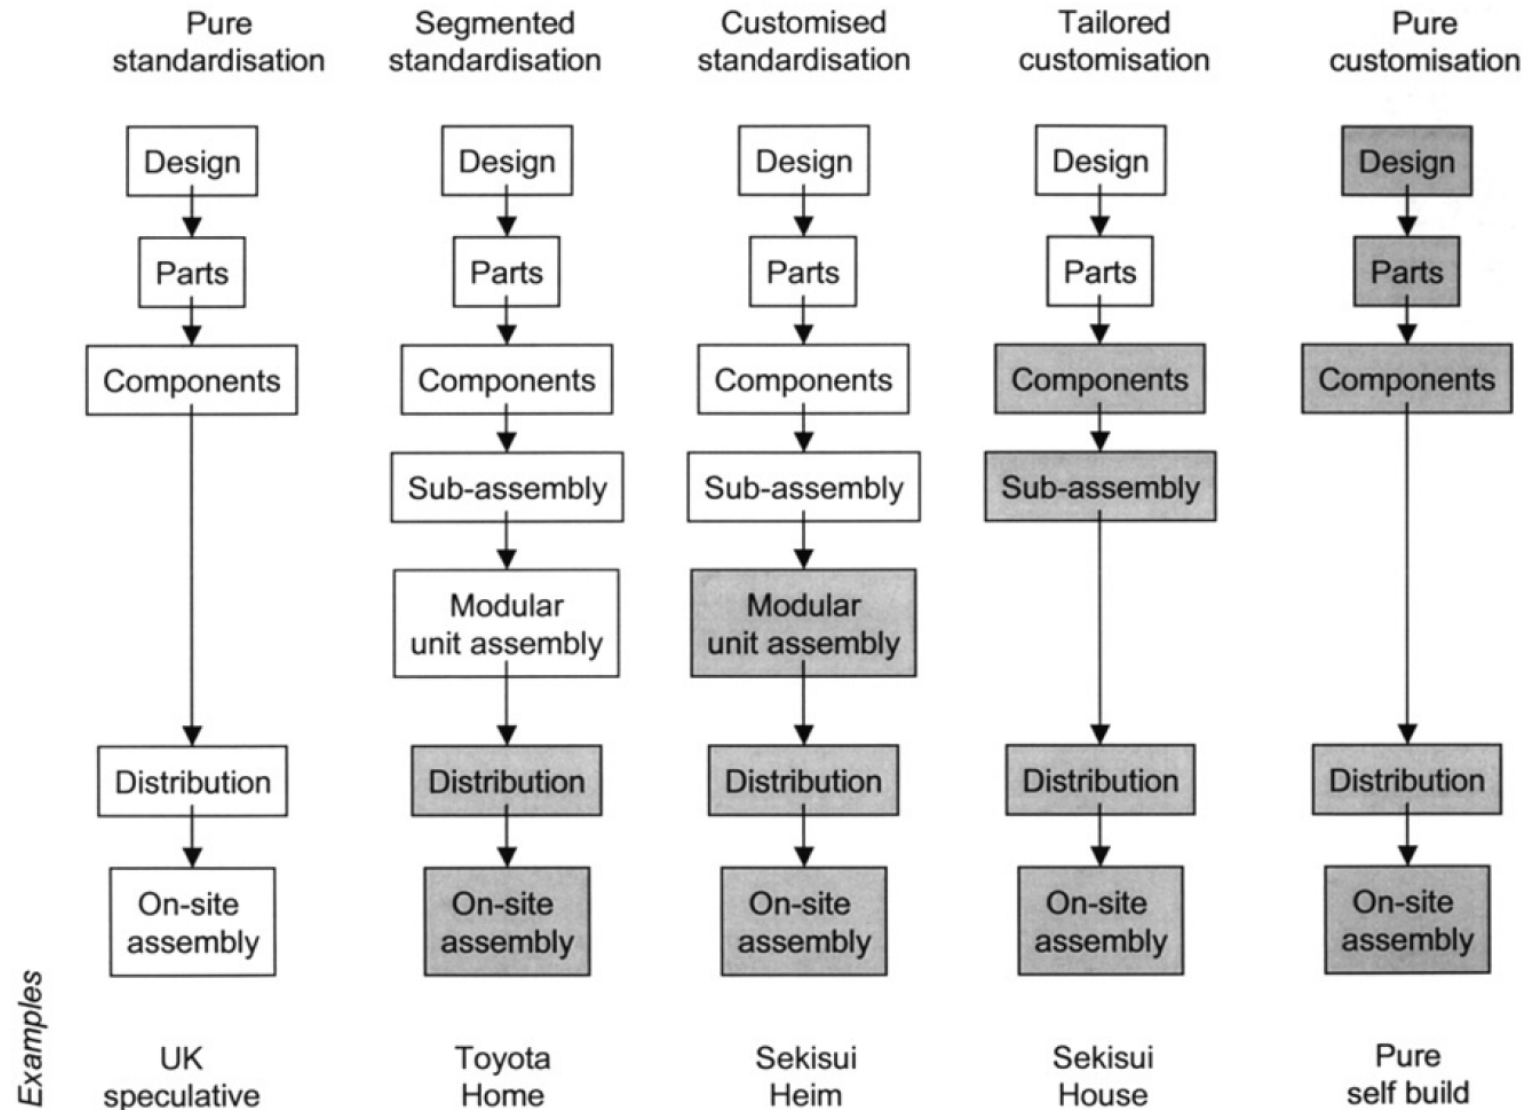 Pure
standardisation
Segmented
standardisation
Customised
standardisation
Tailored
customisation
Pure
customisation
Design
Design
Design
Design
Design
Parts
Parts
Parts
Parts
Parts
Components
Components
Components
Components
Components
Sub-assembly
Sub-assembly
Sub-assembly
Modular
unit assembly
Modular
unit assembly
Distribution
Distribution
Distribution
Distribution
Distribution
On-site
assembly
On-site
assembly
On-site
assembly
On-site
assembly
On-site
assembly
Examples
UK
speculative
Toyota
Home
Sekisui
Heim
Sekisui
House
Pure
self build